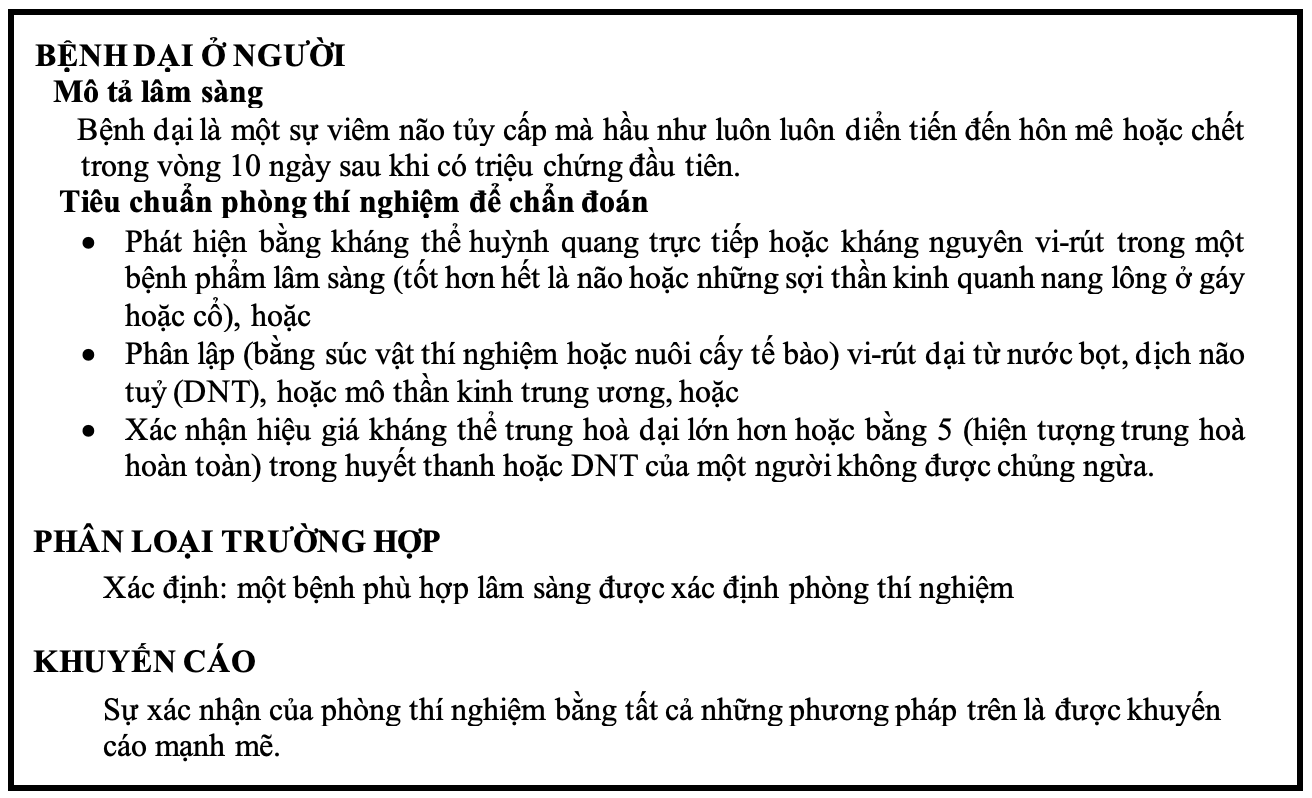 BỆNH DẠI Ở NGƯỜI
Mô tả lâm sàng
Bệnh dại là một sự viêm não tủy cấp mà hầu như luôn luôn diển tiến đến hôn mê hoặc chết
trong vòng 10 ngày sau khi có triệu chứng đầu tiên.
Tiêu chuẩn phòng thí nghiệm để chẩn đoán
• Phát hiện bằng kháng thể huỳnh quang trực tiếp hoặc kháng nguyên vi-rút trong một
bệnh phẩm lâm sàng (tốt hơn hết là não hoặc những sợi thần kinh quanh nang lông ở gáy
hoặc cổ), hoặc
• Phân lập (bằng súc vật thí nghiệm hoặc nuôi cấy tế bào) vi-rút dại từ nước bọt, dịch não
tuỷ (DNT), hoặc mô thần kinh trung ương, hoặc
• Xác nhận hiệu giá kháng thể trung hoà dại lớn hơn hoặc bằng 5 (hiện tượng trung hoà
hoàn toàn) trong huyết thanh hoặc DNT của một người không được chủng ngừa.
PHÂN LOẠI TRƯỜNG HỢP
Xác định: một bệnh phù hợp lâm sàng được xác định phòng thí nghiệm
KHUYẾN CÁO
Sự xác nhận của phòng thí nghiệm bằng tất cả những phương pháp trên là được khuyến
cáo mạnh mẽ.